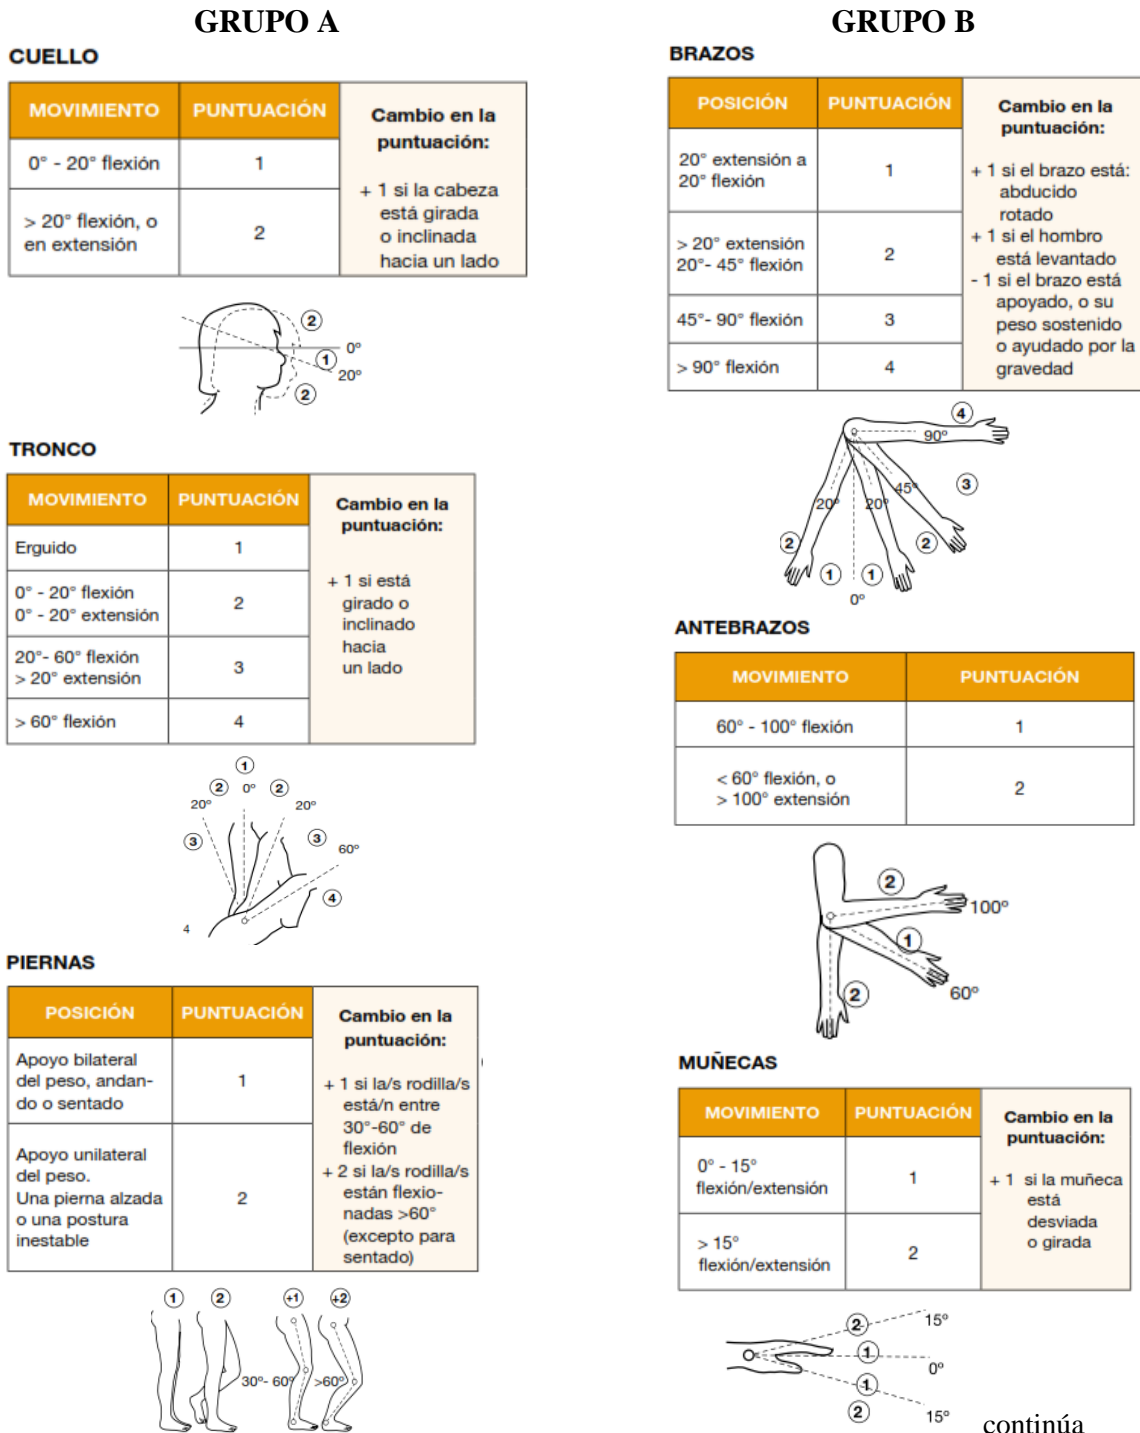 GRUPO A
CUELLO
MOVIMIENTO PUNTUACIÓN Cambio en la
puntuación:
0° - 20° flexión 1
> 20° flexión, o
en extensión
2
+ 1 si la cabeza
está girada
o inclinada
hacia un lado
2
0°
1
20°
2
TRONCO
MOVIMIENTO PUNTUACIÓN Cambio en la
puntuación:
Erguido 1
0° - 20° flexión
0° - 20° extensión
2
20°- 60° flexión
> 20° extensión
3
> 60° flexión 4
+ 1 si está
girado o
inclinado
hacia
un lado
1
2 0° 2
20° 20°
3 3
60°
4
4
PIERNAS
POSICIÓN PUNTUACIÓN Cambio en la
puntuación:
Apoyo bilateral
del peso, andan-
do o sentado
1
Apoyo unilateral
del peso.
Una pierna alzada
o una postura
inestable
2
+ 1 si la/s rodilla/s
está/n entre
30°-60° de
flexión
+ 2 si la/s rodilla/s
están flexio-
nadas >60°
(excepto para
sentado)
1 2 +1 +2
30°- 60° >60°
GRUPO B
BRAZOS
POSICIÓN PUNTUACIÓN Cambio en la
puntuación:
20° extensión a
20° flexión
1
> 20° extensión
20°- 45° flexión
2
45°- 90° flexión 3
> 90° flexión 4
+ 1 si el brazo está:
abducido
rotado
+ 1 si el hombro
está levantado
- 1 si el brazo está
apoyado, o su
peso sostenido
o ayudado por la
gravedad
4
90°
3
45°
20° 20°
2 2
1 1
0°
ANTEBRAZOS
MOVIMIENTO PUNTUACIÓN
60° - 100° flexión 1
< 60° flexión, o
> 100° extensión
2
2
100°
1
60°
2
MUÑECAS
MOVIMIENTO PUNTUACIÓN Cambio en la
puntuación:
0° - 15°
flexión/extensión
1
> 15°
flexión/extensión
2
+ 1 si la muñeca
está
desviada
o girada
15°
2
1
0°
1
2
15°
continúa